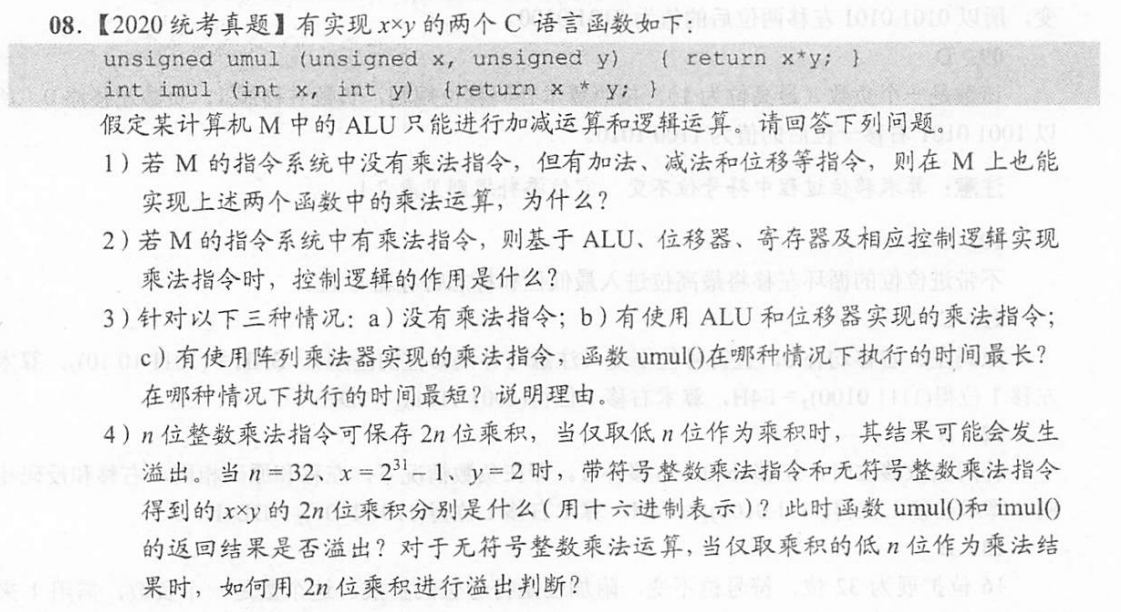 08.【2020统考真题】有实现 x×y 的两个 C 语言函数如下：
unsigned umul (unsigned x, unsigned y)  { return x*y; }
int imul (int x, int y)  {return x * y; }
假定某计算机 M 中的 ALU 只能进行加减运算和逻辑运算。请回答下列问题。
1）若 M 的指令系统中没有乘法指令，但有加法、减法和位移等指令，则在 M 上也能
实现上述两个函数中的乘法运算，为什么？
2）若 M 的指令系统中有乘法指令，则基于 ALU、位移器、寄存器及相应控制逻辑实现
乘法指令时，控制逻辑的作用是什么？
3）针对以下三种情况：a）没有乘法指令；b）有使用 ALU 和位移器实现的乘法指令；
c）有使用阵列乘法器实现的乘法指令，函数 umul()在哪种情况下执行的时间最长？
在哪种情况下执行的时间最短？说明理由。
4）n 位整数乘法指令可保存 2n 位乘积，当仅取低 n 位作为乘积时，其结果可能会发生
溢出。当 n = 32、x = 2³¹ − 1、y = 2 时，带符号整数乘法指令和无符号整数乘法指令
得到的 x×y 的 2n 位乘积分别是什么（用十六进制表示）？此时函数 umul()和 imul()
的返回结果是否溢出？对于无符号整数乘法运算，当仅取乘积的低 n 位作为乘法结
果时，如何用 2n 位乘积进行溢出判断？